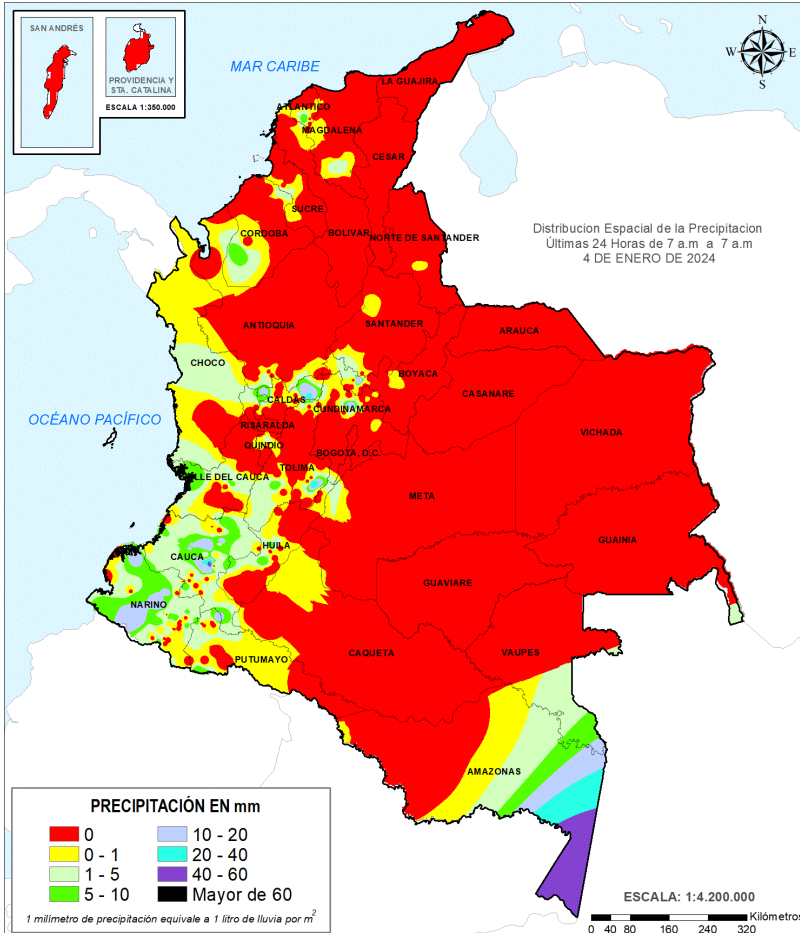 SAN ANDRÉS
PROVIDENCIA Y
STA. CATALINA
ESCALA 1:350.000
MAR CARIBE
N
W
E
S
LA GUAJIRA
ATLANTICO
MAGDALENA
CESAR
SUCRE
CORDOBA
BOLIVAR
NORTE DE SANTANDER
Distribucion Espacial de la Precipitacion
Últimas 24 Horas de 7 a.m a 7 a.m
4 DE ENERO DE 2024
ANTIOQUIA
SANTANDER
ARAUCA
CHOCO
BOYACA
CASANARE
CALDAS
CUNDINAMARCA
OCÉANO PACÍFICO
RISARALDA
VICHADA
QUINDIO
BOGOTA, D.C.
TOLIMA
LLE DEL CAUCA
META
GUAINIA
HUILA
CAUCA
GUAVIARE
NARINO
CAQUETA
VAUPES
PUTUMAYO
AMAZONAS
PRECIPITACIÓN EN mm
0
10 - 20
0 - 1
20 - 40
1 - 5
40 - 60
5 - 10
Mayor de 60
1 milimetro de precipitación equivale a 1 litro de lluvia por m2
ESCALA: 1:4.200.000
Kilómetros
0 40 80 160 240 320